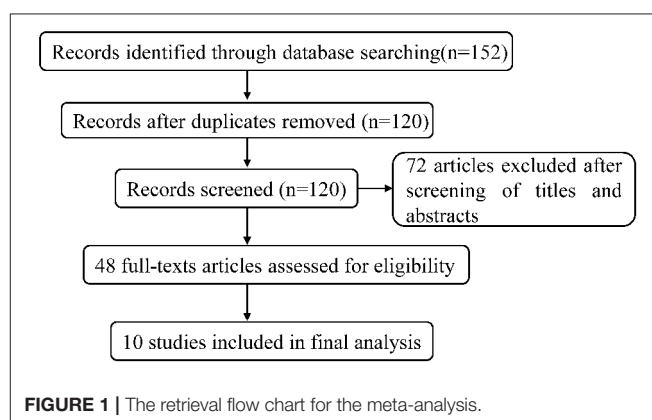 Records identified through database searching(n=152)
Records after duplicates removed (n=120)
Records screened (n=120)
72 articles excluded after
screening of titles and
abstracts
48 full-texts articles assessed for eligibility
10 studies included in final analysis
FIGURE 1 | The retrieval flow chart for the meta-analysis.